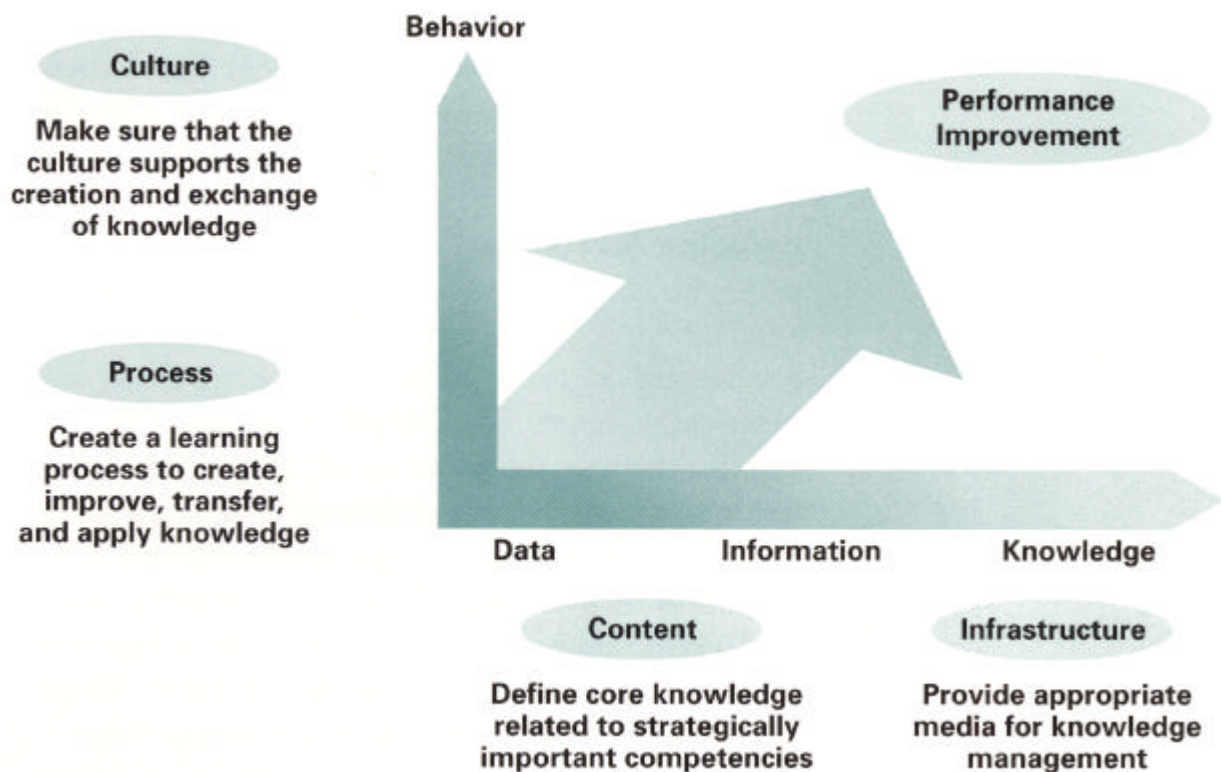 Behavior
Culture
Make sure that the
culture supports the
creation and exchange
of knowledge
Performance
Improvement
Process
Create a learning
process to create,
improve, transfer,
and apply knowledge
Data
Information
Knowledge
Content
Define core knowledge
related to strategically
important competencies
Infrastructure
Provide appropriate
media for knowledge
management